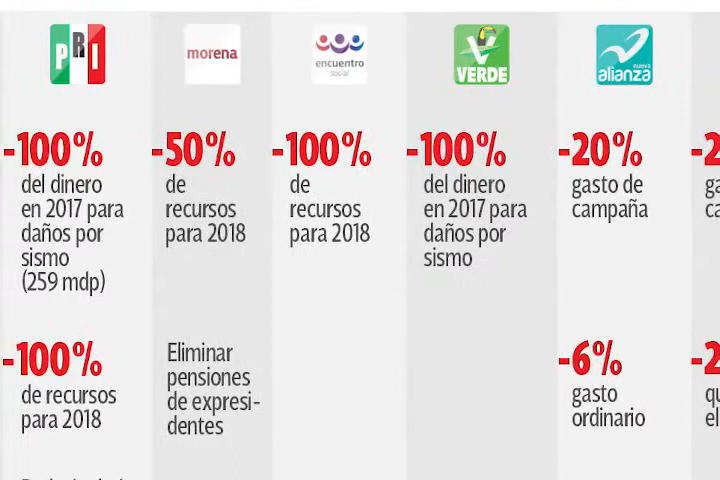 PRI
morena
encuentro
social
VERDE
nueva
alianza
-100%
del dinero
en 2017 para
daños por
sismo
(259 mdp)
-50%
de
recursos
para 2018
-100%
de
recursos
para 2018
-100%
del dinero
en 2017 para
daños por
sismo
-20%
gasto de
campaña
-100%
de recursos
para 2018
Eliminar
pensiones
de expresi-
dentes
-6%
gasto
ordinario